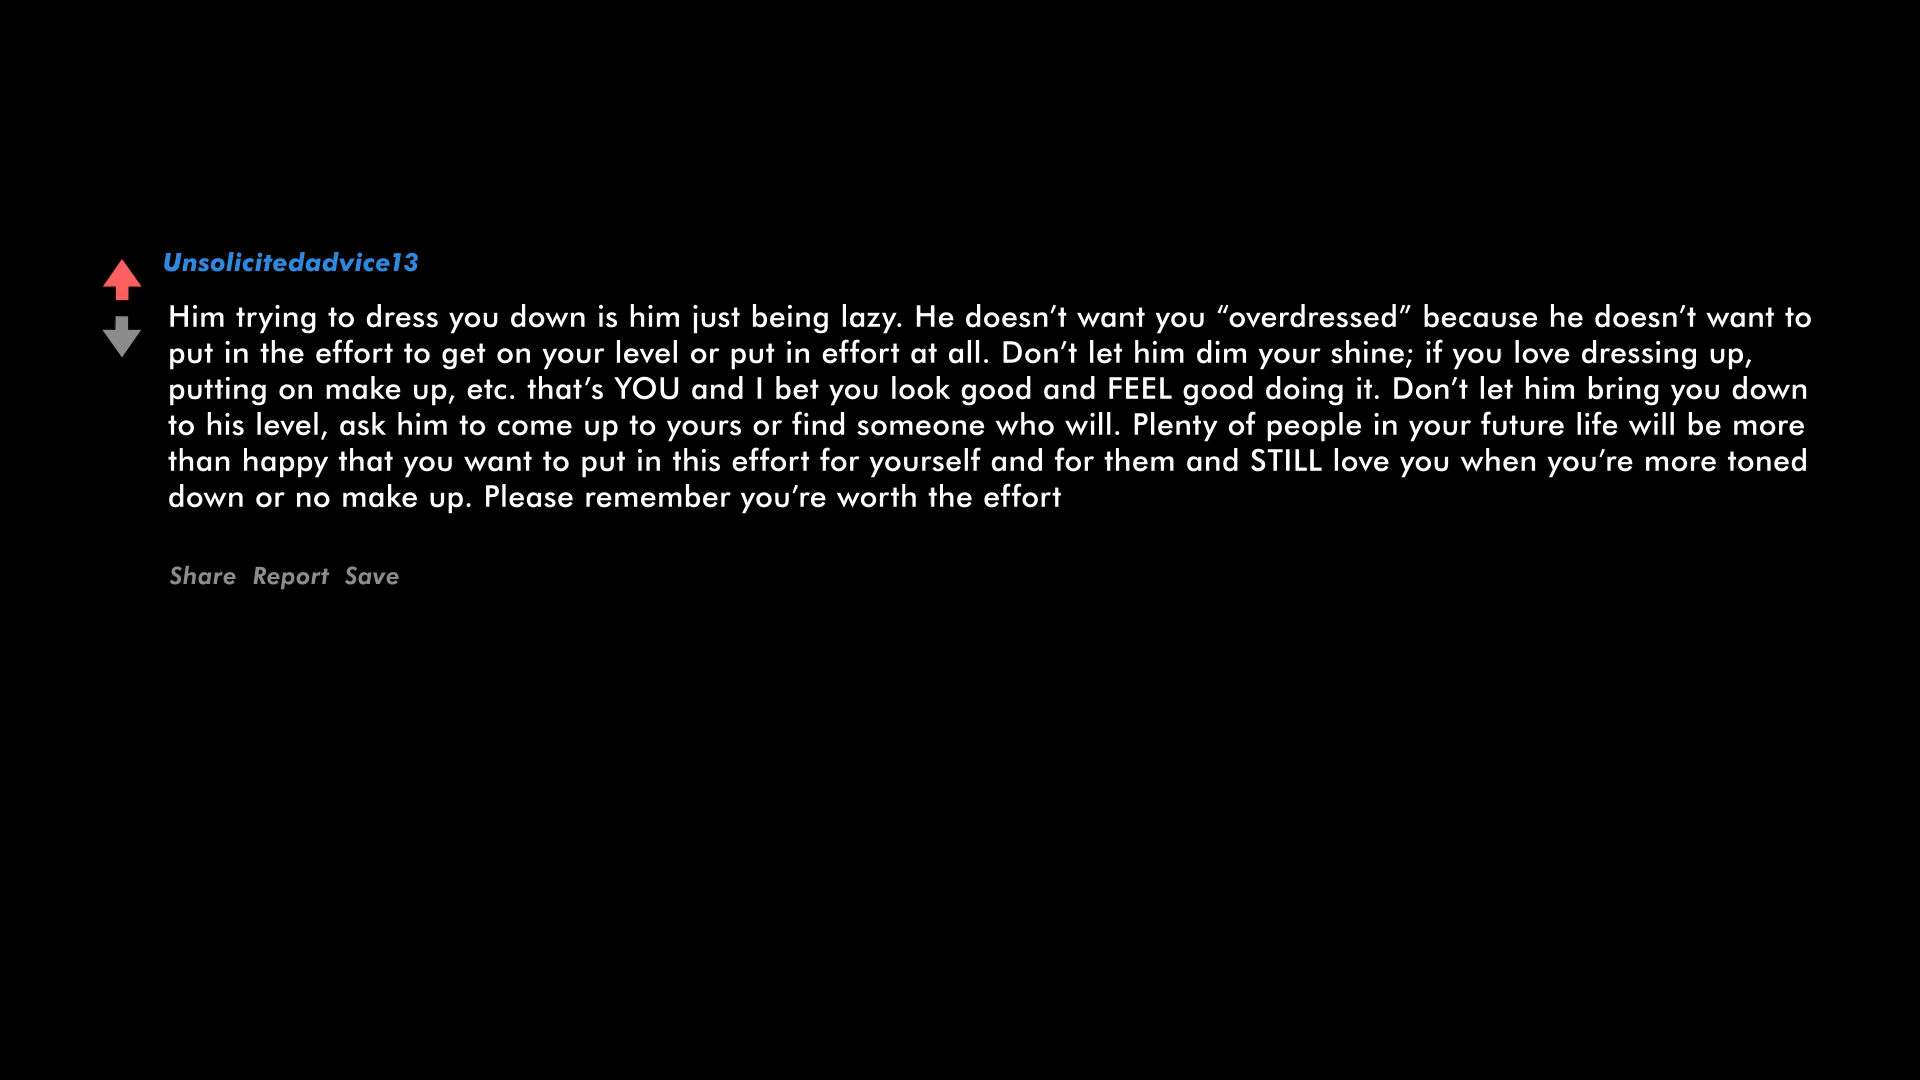 Unsolicitedadvice13
Him trying to dress you down is him just being lazy. He doesn’t want you “overdressed” because he doesn’t want to
put in the effort to get on your level or put in effort at all. Don’t let him dim your shine; if you love dressing up,
putting on make up, etc. that’s YOU and I bet you look good and FEEL good doing it. Don’t let him bring you down
to his level, ask him to come up to yours or find someone who will. Plenty of people in your future life will be more
than happy that you want to put in this effort for yourself and for them and STILL love you when you’re more toned
down or no make up. Please remember you’re worth the effort
Share Report Save